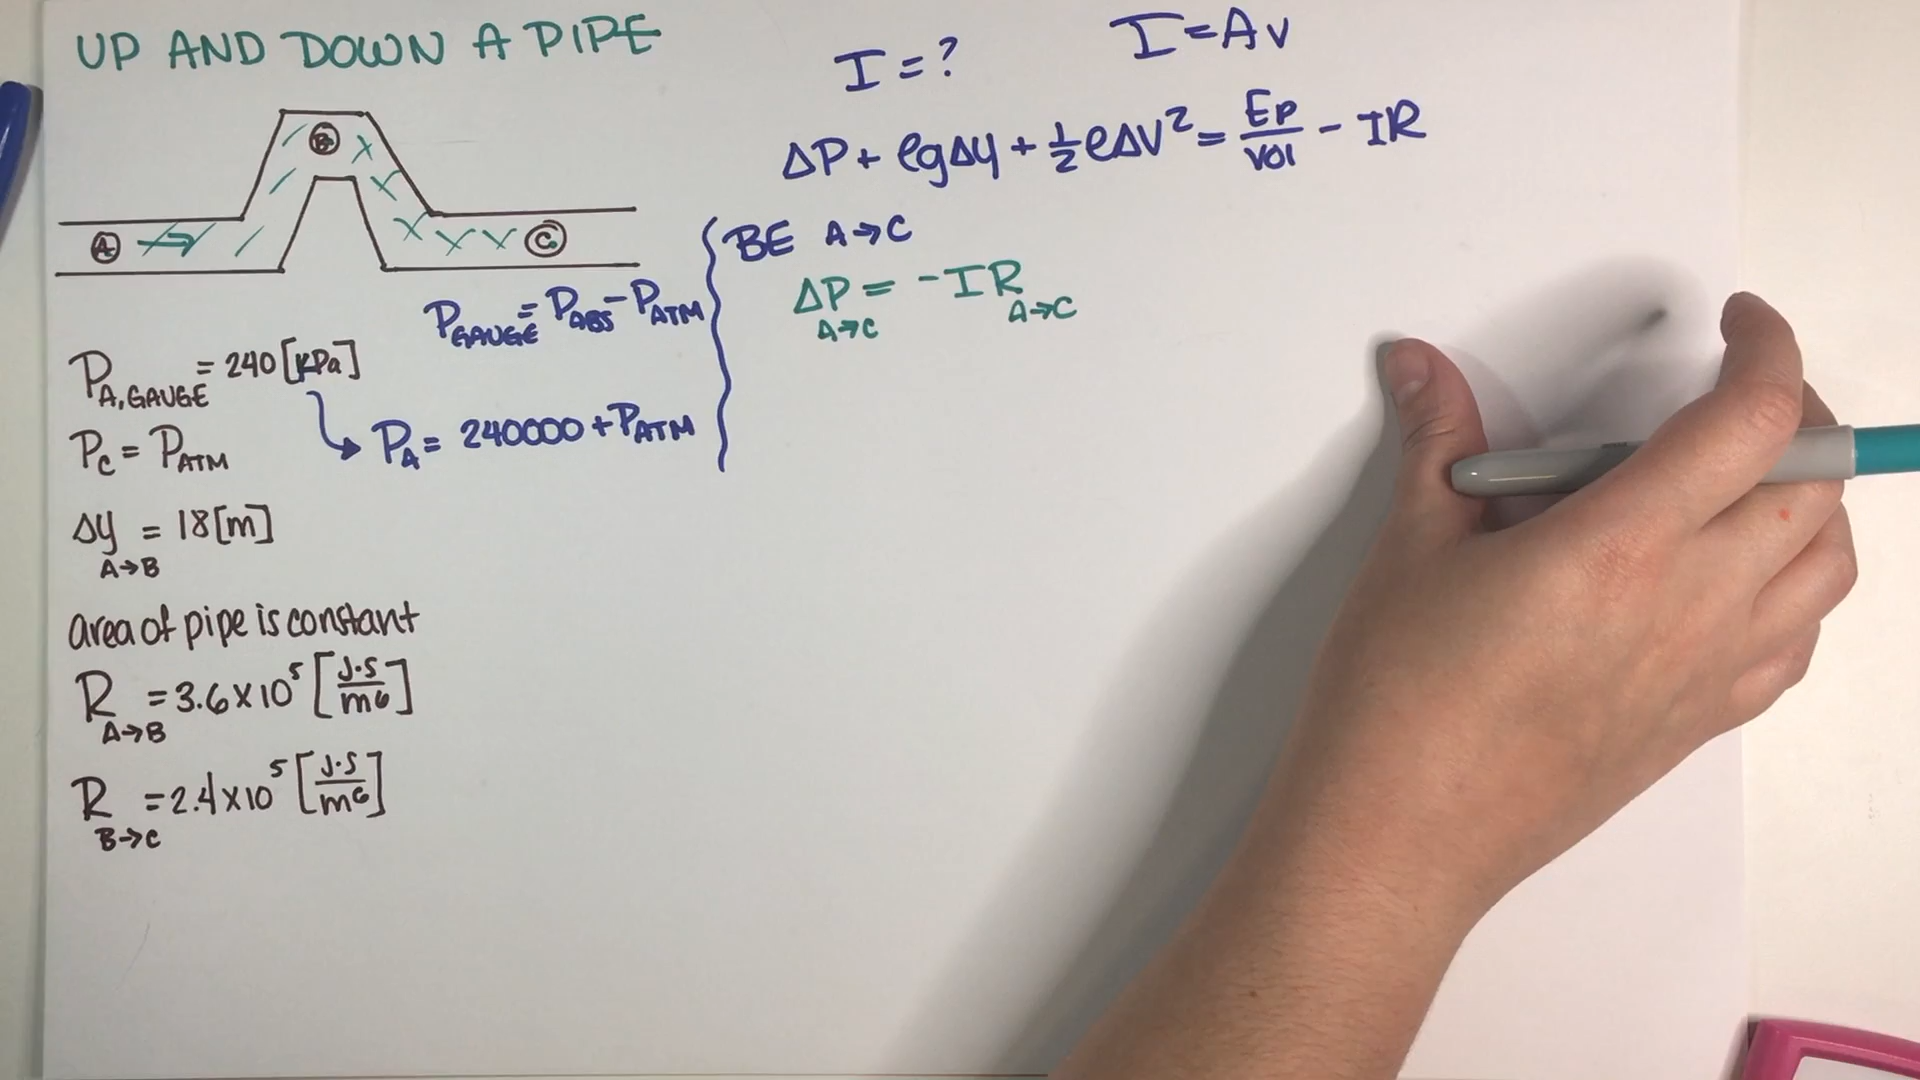 UP AND DOWN A PIPE
I = ?
I = Av
ΔP + ρgΔy + ½ρΔv² = Ep/vol - IR
B
A
C
BE A→C
ΔP A→C = -IR A→C
P GAUGE = P ABS - P ATM
P A, GAUGE = 240 [kPa]
P A = 240000 + P ATM
P C = P ATM
Δy A→B = 18 [m]
area of pipe is constant
R A→B = 3.6 x 10⁵ [J·s/m⁶]
R B→C = 2.4 x 10⁵ [J·s/m⁶]